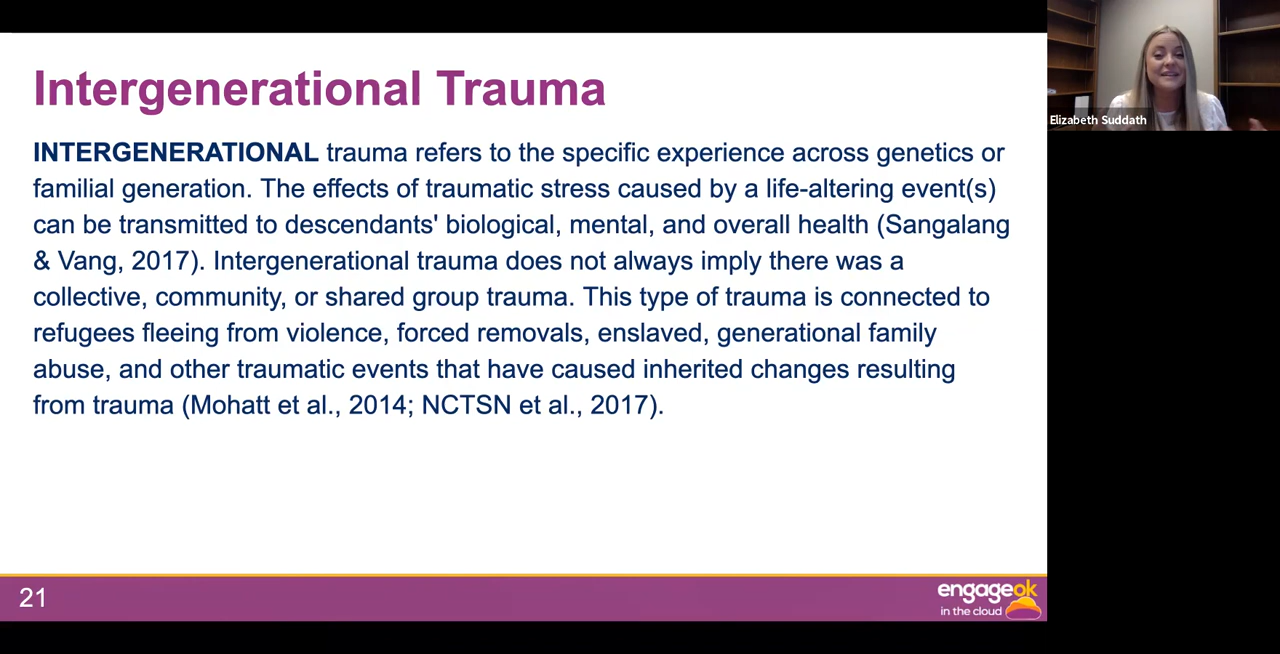 Intergenerational Trauma
INTERGENERATIONAL trauma refers to the specific experience across genetics or
familial generation. The effects of traumatic stress caused by a life-altering event(s)
can be transmitted to descendants' biological, mental, and overall health (Sangalang
& Vang, 2017). Intergenerational trauma does not always imply there was a
collective, community, or shared group trauma. This type of trauma is connected to
refugees fleeing from violence, forced removals, enslaved, generational family
abuse, and other traumatic events that have caused inherited changes resulting
from trauma (Mohatt et al., 2014; NCTSN et al., 2017).
21
engageok
in the cloud
Elizabeth Suddath